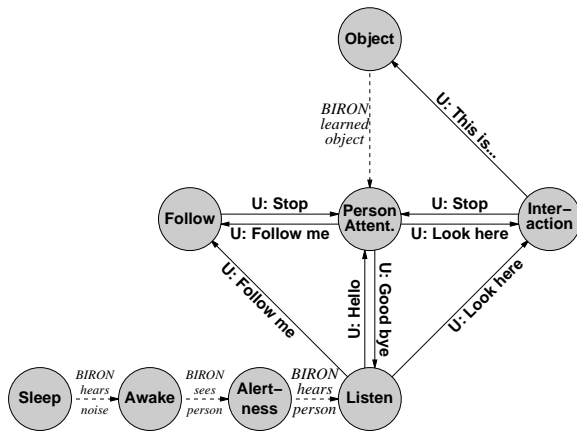 Object
BIRON
learned
object
U: This is...
Follow
U: Stop
U: Follow me
Person
Attent.
U: Stop
U: Look here
Inter–
action
U: Follow me
U: Hello
U: Good bye
U: Look here
Sleep
BIRON
hears
noise
Awake
BIRON
sees
person
Alert–
ness
BIRON
hears
person
Listen